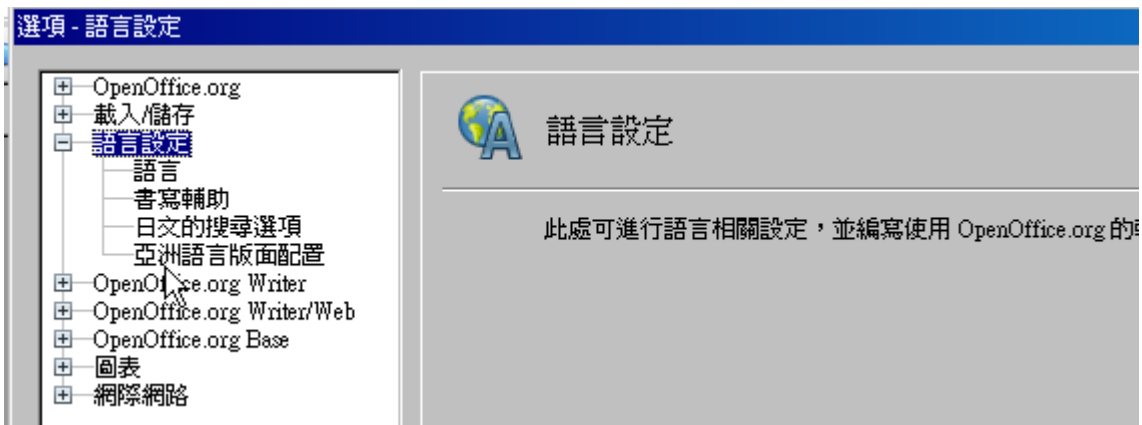 選項 - 語言設定
OpenOffice.org
載入/儲存
語言設定
語言
書寫輔助
日文的搜尋選項
亞洲語言版面配置
OpenOffice.org Writer
OpenOffice.org Writer/Web
OpenOffice.org Base
圖表
網際網路
語言設定
此處可進行語言相關設定，並編寫使用 OpenOffice.org 的